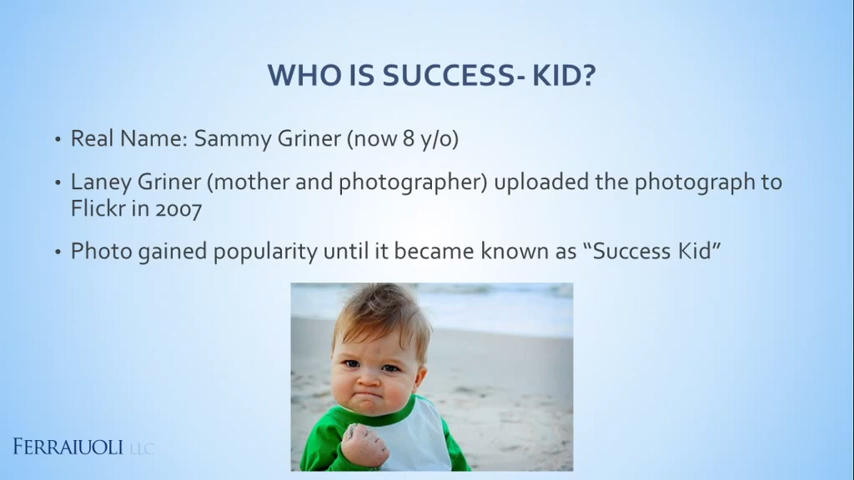 WHO IS SUCCESS- KID?
• Real Name: Sammy Griner (now 8 y/o)
• Laney Griner (mother and photographer) uploaded the photograph to
Flickr in 2007
• Photo gained popularity until it became known as “Success Kid”
FERRAIUOLI LLC